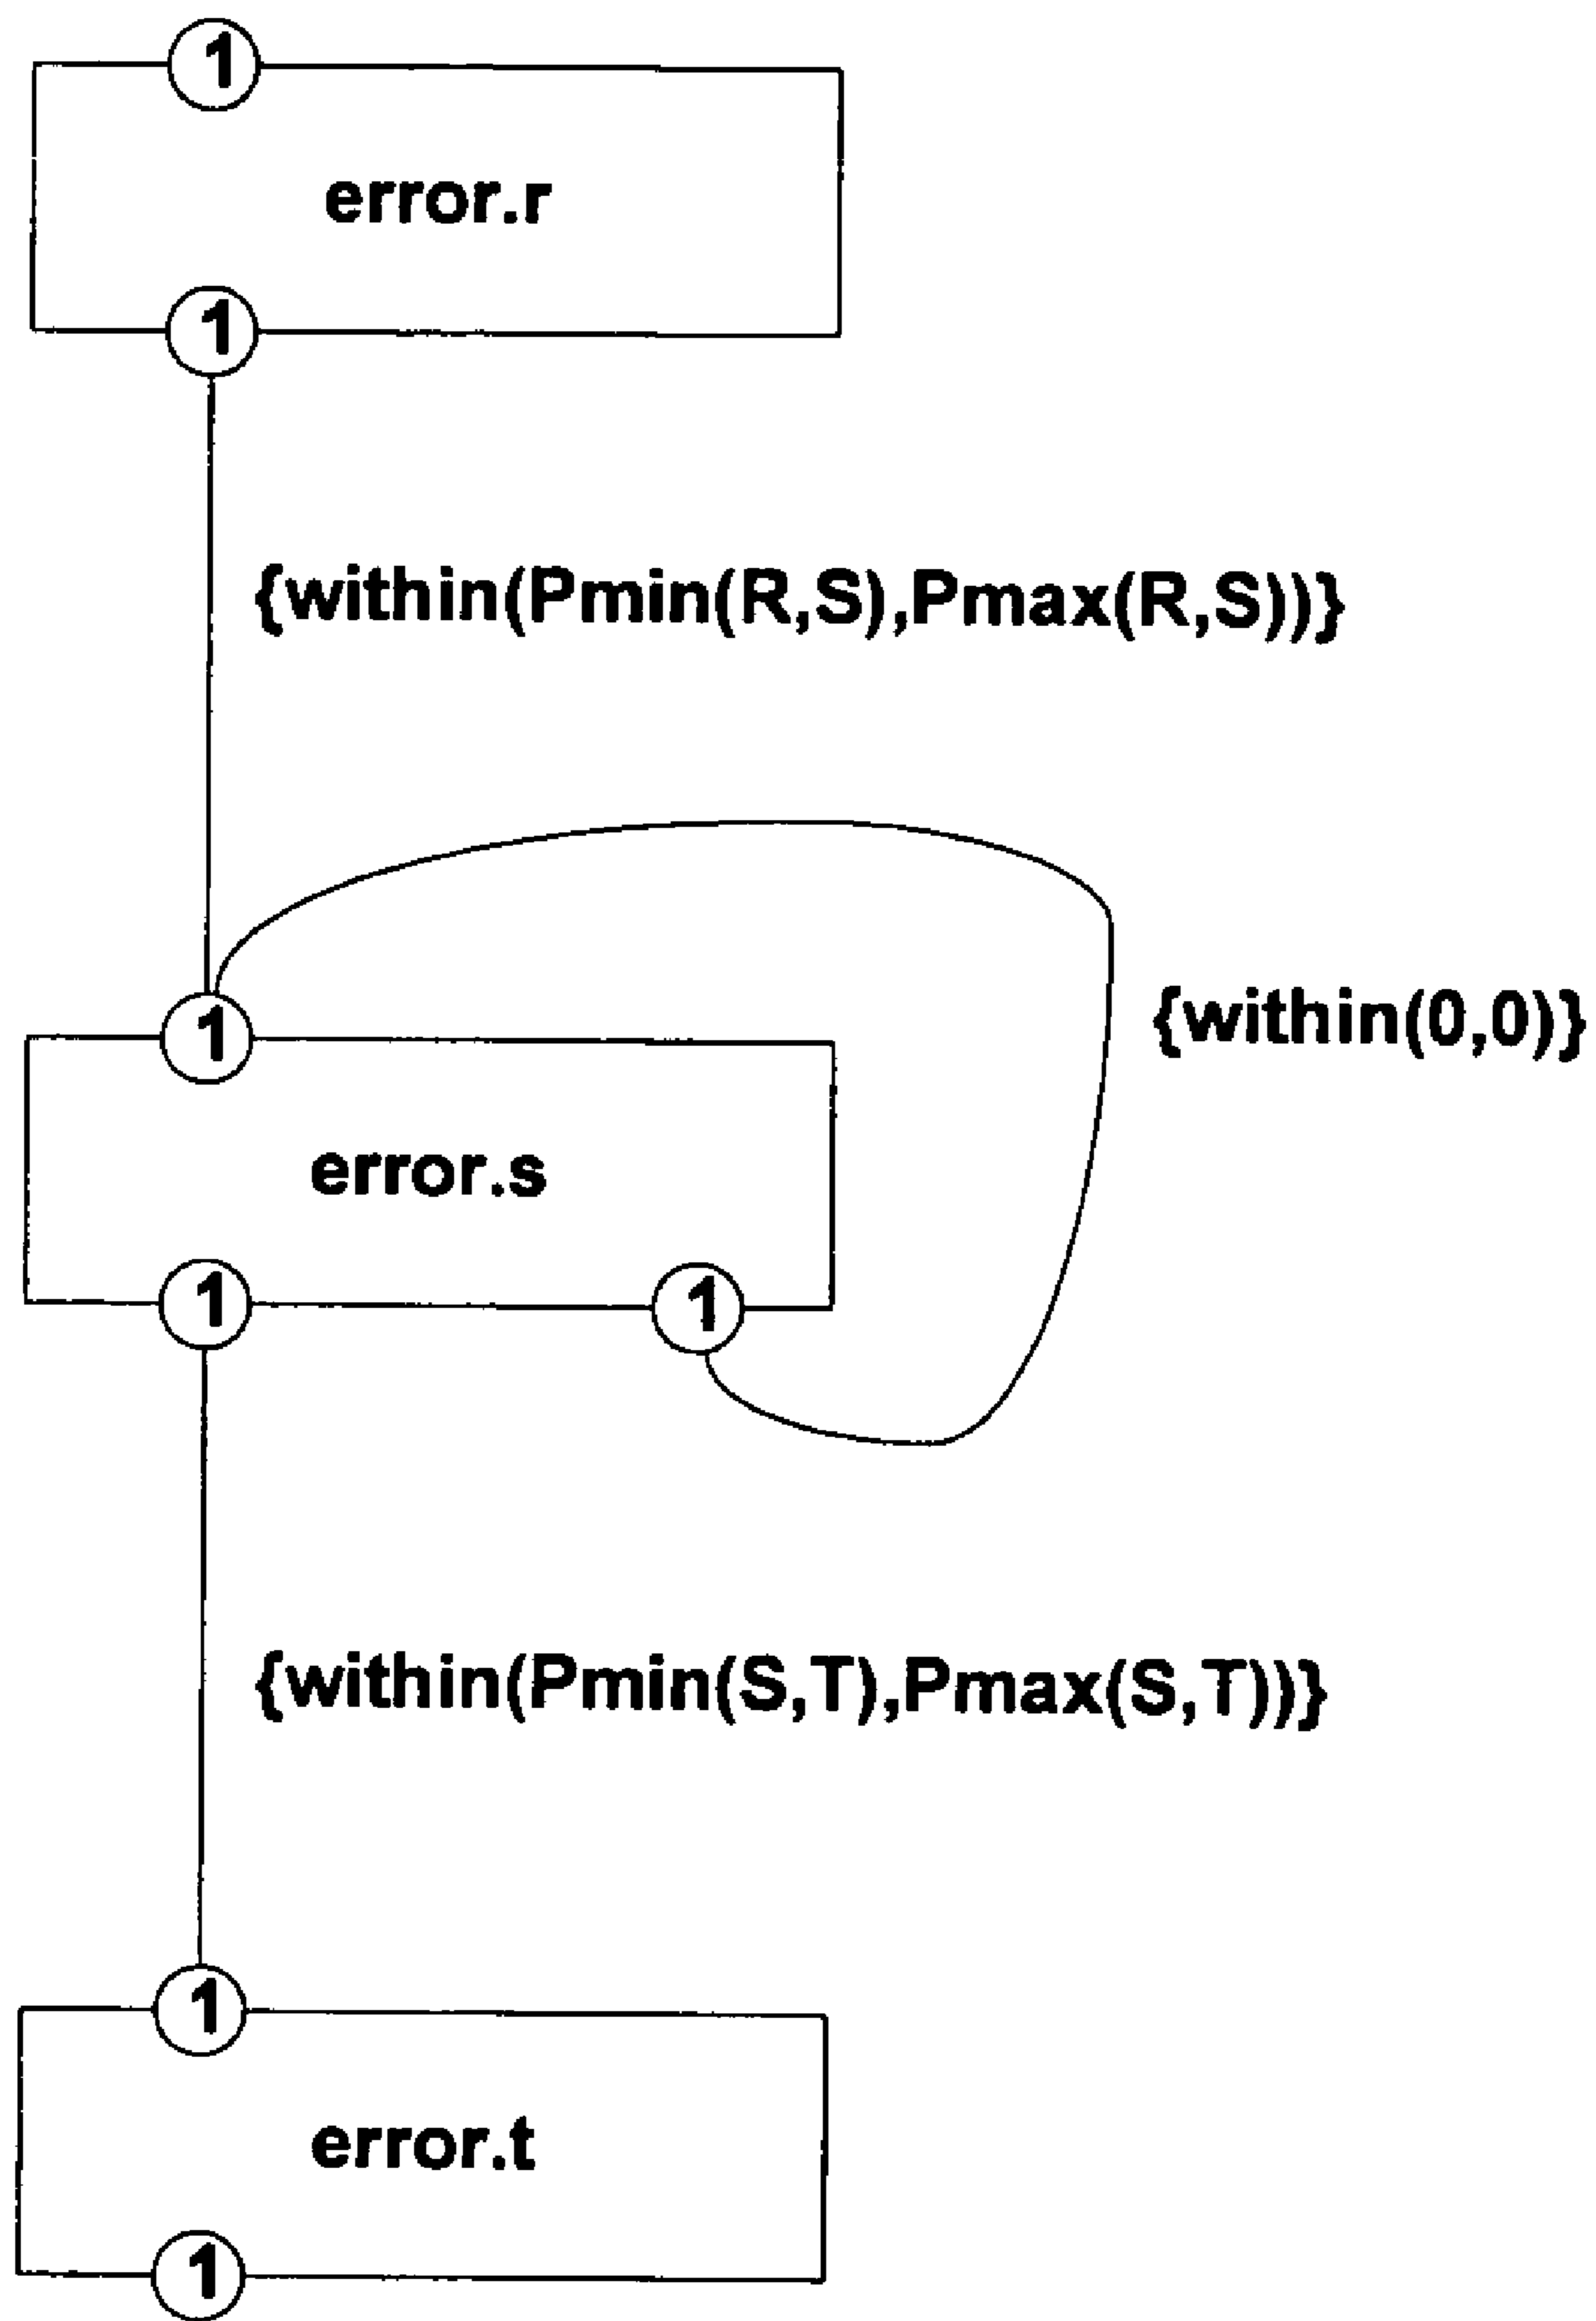 1
error.r
1
{within(Pmin(R,S),Pmax(R,S))}
1
{within(0,0)}
error.s
1 1
{within(Pmin(S,T),Pmax(S,T))}
1
error.t
1